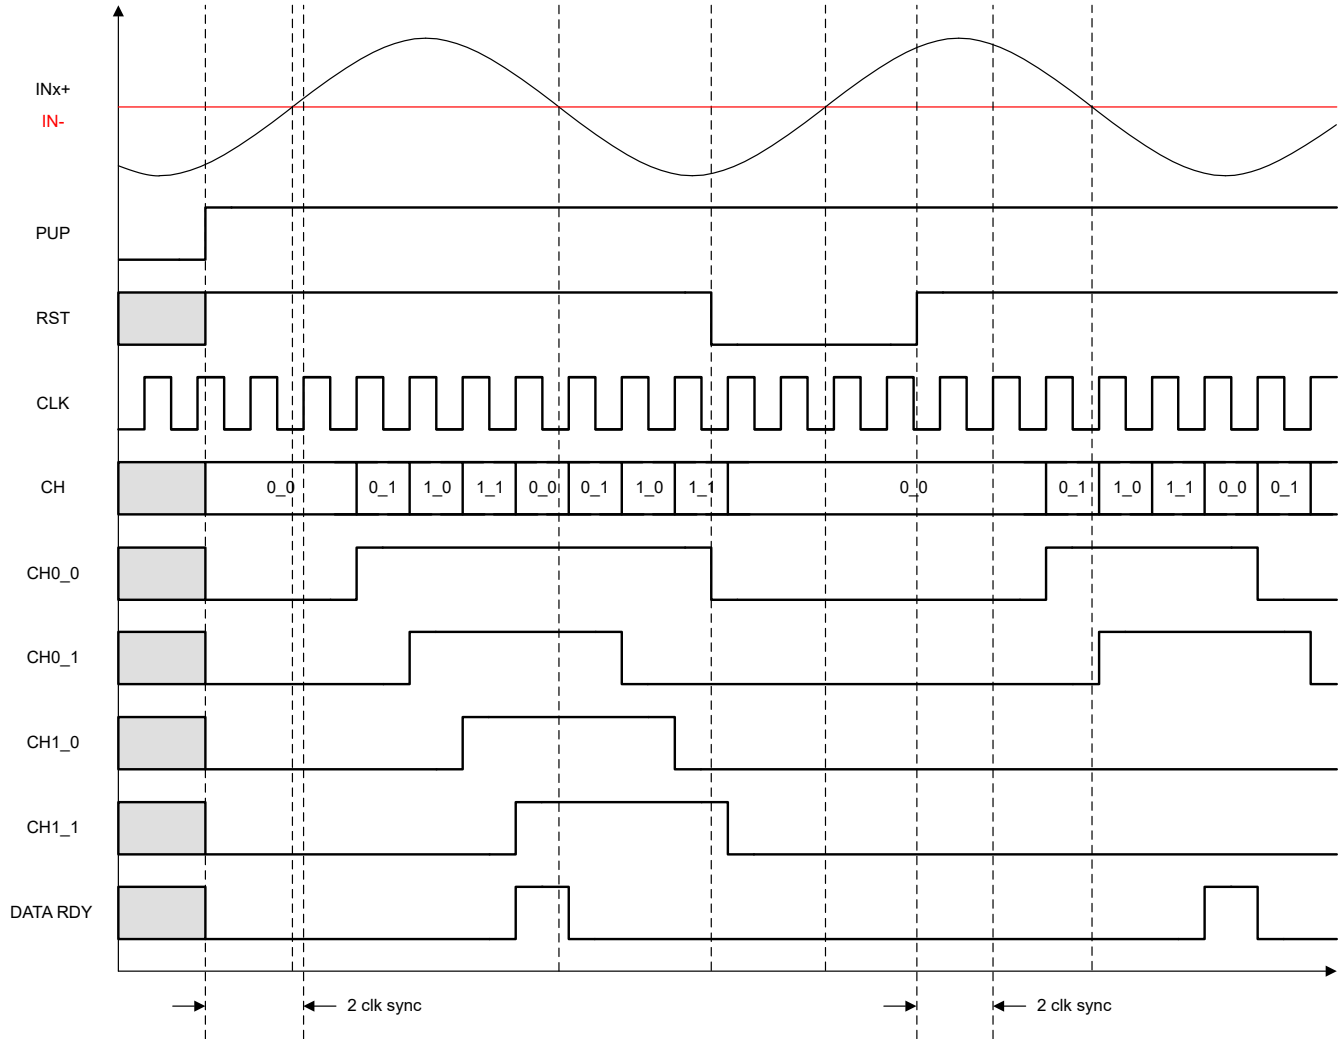 INx+
IN-
PUP
RST
CLK
CH
0_0 0_1 1_0 1_1 0_0 0_1 1_0 1_1 0_0 0_1 1_0 1_1 0_0 0_1
CH0_0
CH0_1
CH1_0
CH1_1
DATA RDY
2 clk sync 2 clk sync